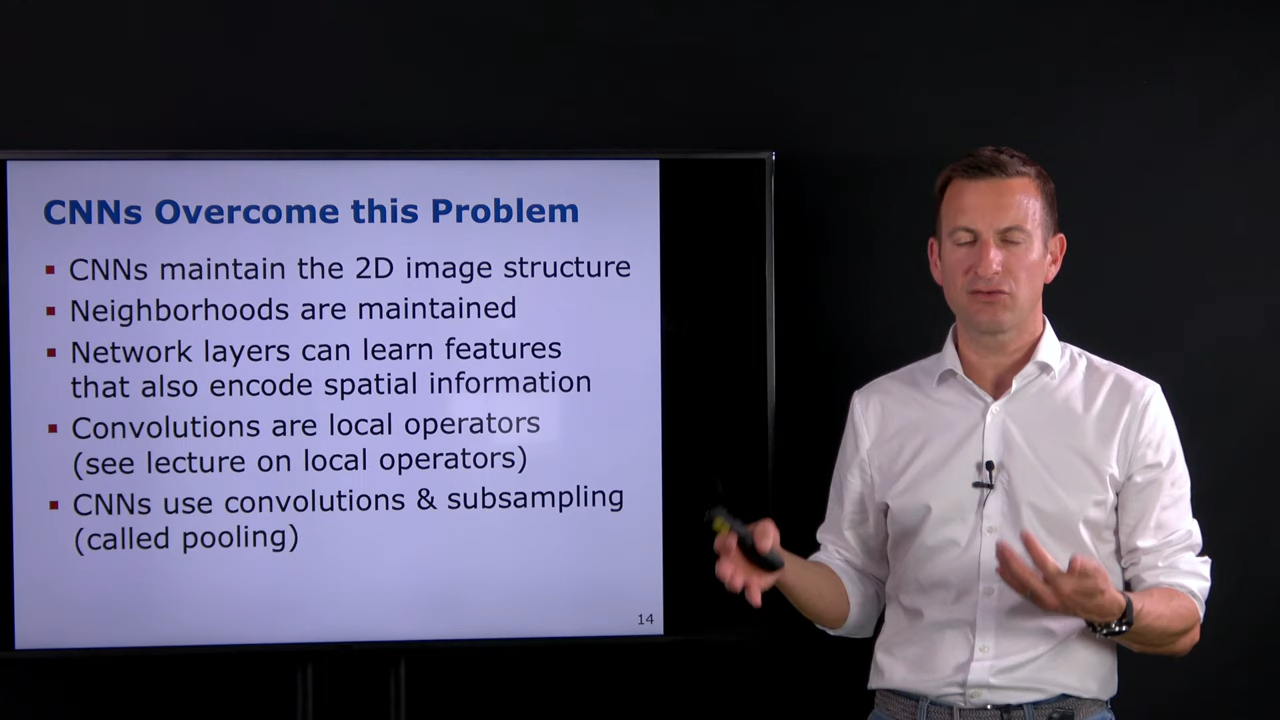 CNNs Overcome this Problem
CNNs maintain the 2D image structure
Neighborhoods are maintained
Network layers can learn features
that also encode spatial information
Convolutions are local operators
(see lecture on local operators)
CNNs use convolutions & subsampling
(called pooling)
14